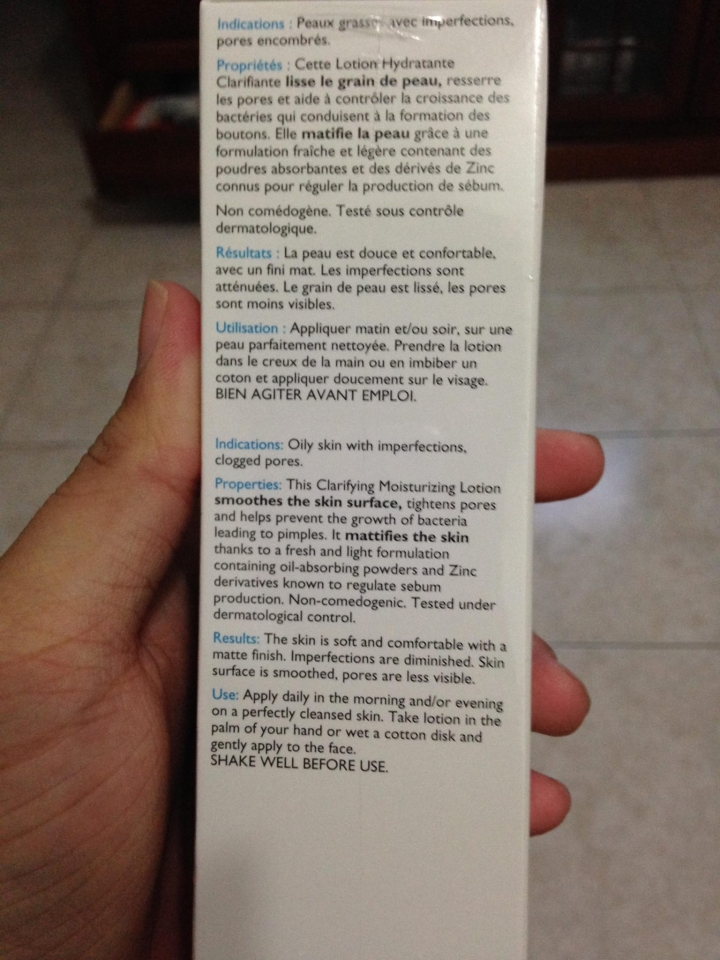 Indications : Peaux grasses avec imperfections,
pores encombrés.
Propriétés : Cette Lotion Hydratante
Clarifiante lisse le grain de peau, resserre
les pores et aide à contrôler la croissance des
bactéries qui conduisent à la formation des
boutons. Elle matifie la peau grâce à une
formulation fraîche et légère contenant des
poudres absorbantes et des dérivés de Zinc
connus pour réguler la production de sébum.
Non comédogène. Testé sous contrôle
dermatologique.
Résultats : La peau est douce et confortable,
avec un fini mat. Les imperfections sont
atténuées. Le grain de peau est lissé, les pores
sont moins visibles.
Utilisation : Appliquer matin et/ou soir, sur une
peau parfaitement nettoyée. Prendre la lotion
dans le creux de la main ou en imbiber un
coton et appliquer doucement sur le visage.
BIEN AGITER AVANT EMPLOI.
Indications: Oily skin with imperfections,
clogged pores.
Properties: This Clarifying Moisturizing Lotion
smoothes the skin surface, tightens pores
and helps prevent the growth of bacteria
leading to pimples. It mattifies the skin
thanks to a fresh and light formulation
containing oil-absorbing powders and Zinc
derivatives known to regulate sebum
production. Non-comedogenic. Tested under
dermatological control.
Results: The skin is soft and comfortable with a
matte finish. Imperfections are diminished. Skin
surface is smoothed, pores are less visible.
Use: Apply daily in the morning and/or evening
on a perfectly cleansed skin. Take lotion in the
palm of your hand or wet a cotton disk and
gently apply to the face.
SHAKE WELL BEFORE USE.